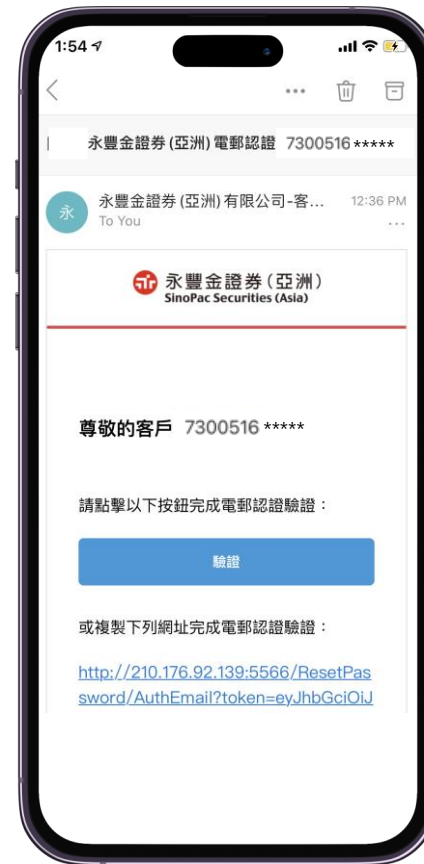 1:54
永豐金證券(亞洲)電郵認證 7300516*****
永
永豐金證券(亞洲)有限公司-客... 12:36 PM
To You
永豐金證券(亞洲)
SinoPac Securities (Asia)
尊敬的客戶 7300516*****
請點擊以下按鈕完成電郵認證驗證：
驗證
或複製下列網址完成電郵認證驗證：
http://210.176.92.139:5566/ResetPas
sword/AuthEmail?token=eyJhbGciOiJ